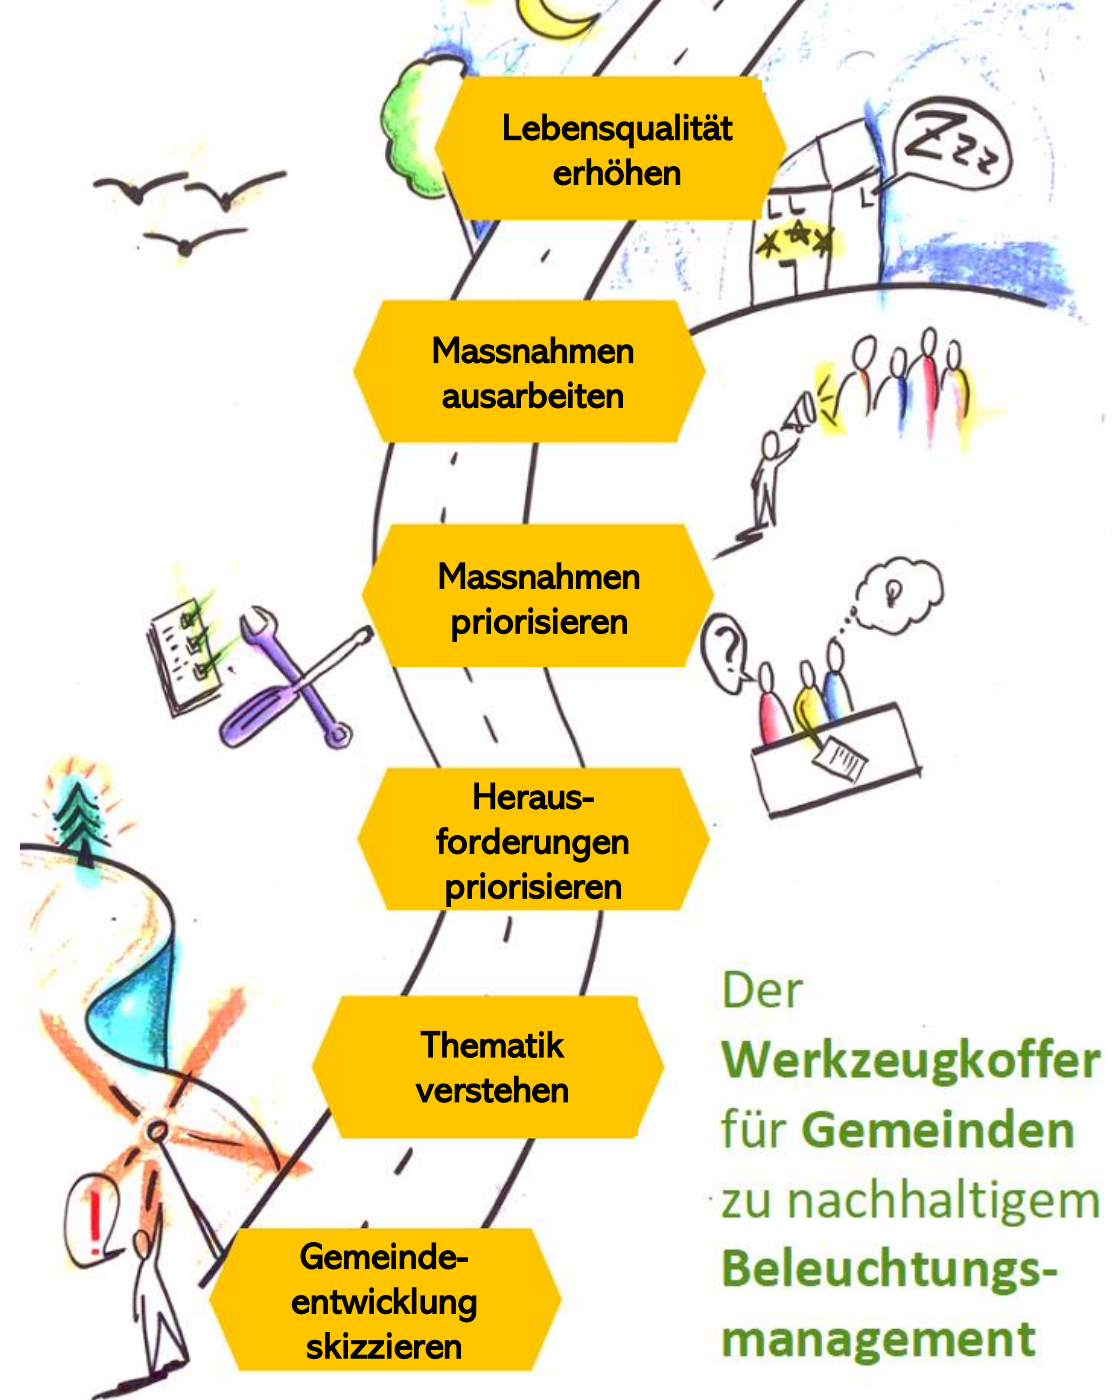 Lebensqualität
erhöhen
Zzz
Massnahmen
ausarbeiten
Massnahmen
priorisieren
?
Heraus-
forderungen
priorisieren
Thematik
verstehen
!
Gemeinde-
entwicklung
skizzieren
Der
Werkzeugkoffer
für Gemeinden
zu nachhaltigem
Beleuchtungs-
management